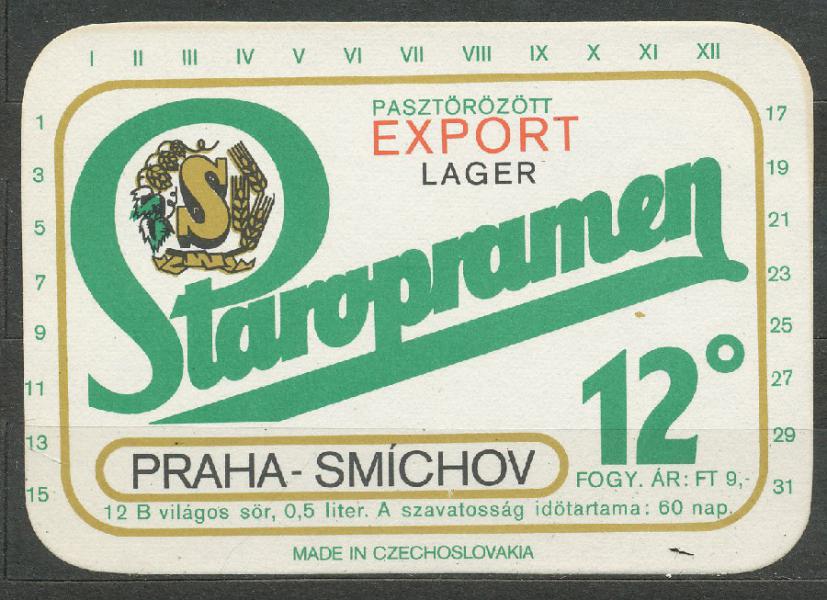 I II III IV V VI VII VIII IX X XI XII
1
3
5
7
9
11
13
15
PASZTÖRÖZÖTT
EXPORT
LAGER
S
Staropramen
12°
PRAHA - SMÍCHOV
FOGY. ÁR: FT 9,-
12 B világos sör, 0,5 liter. A szavatosság időtartama: 60 nap.
17
19
21
23
25
27
29
31
MADE IN CZECHOSLOVAKIA